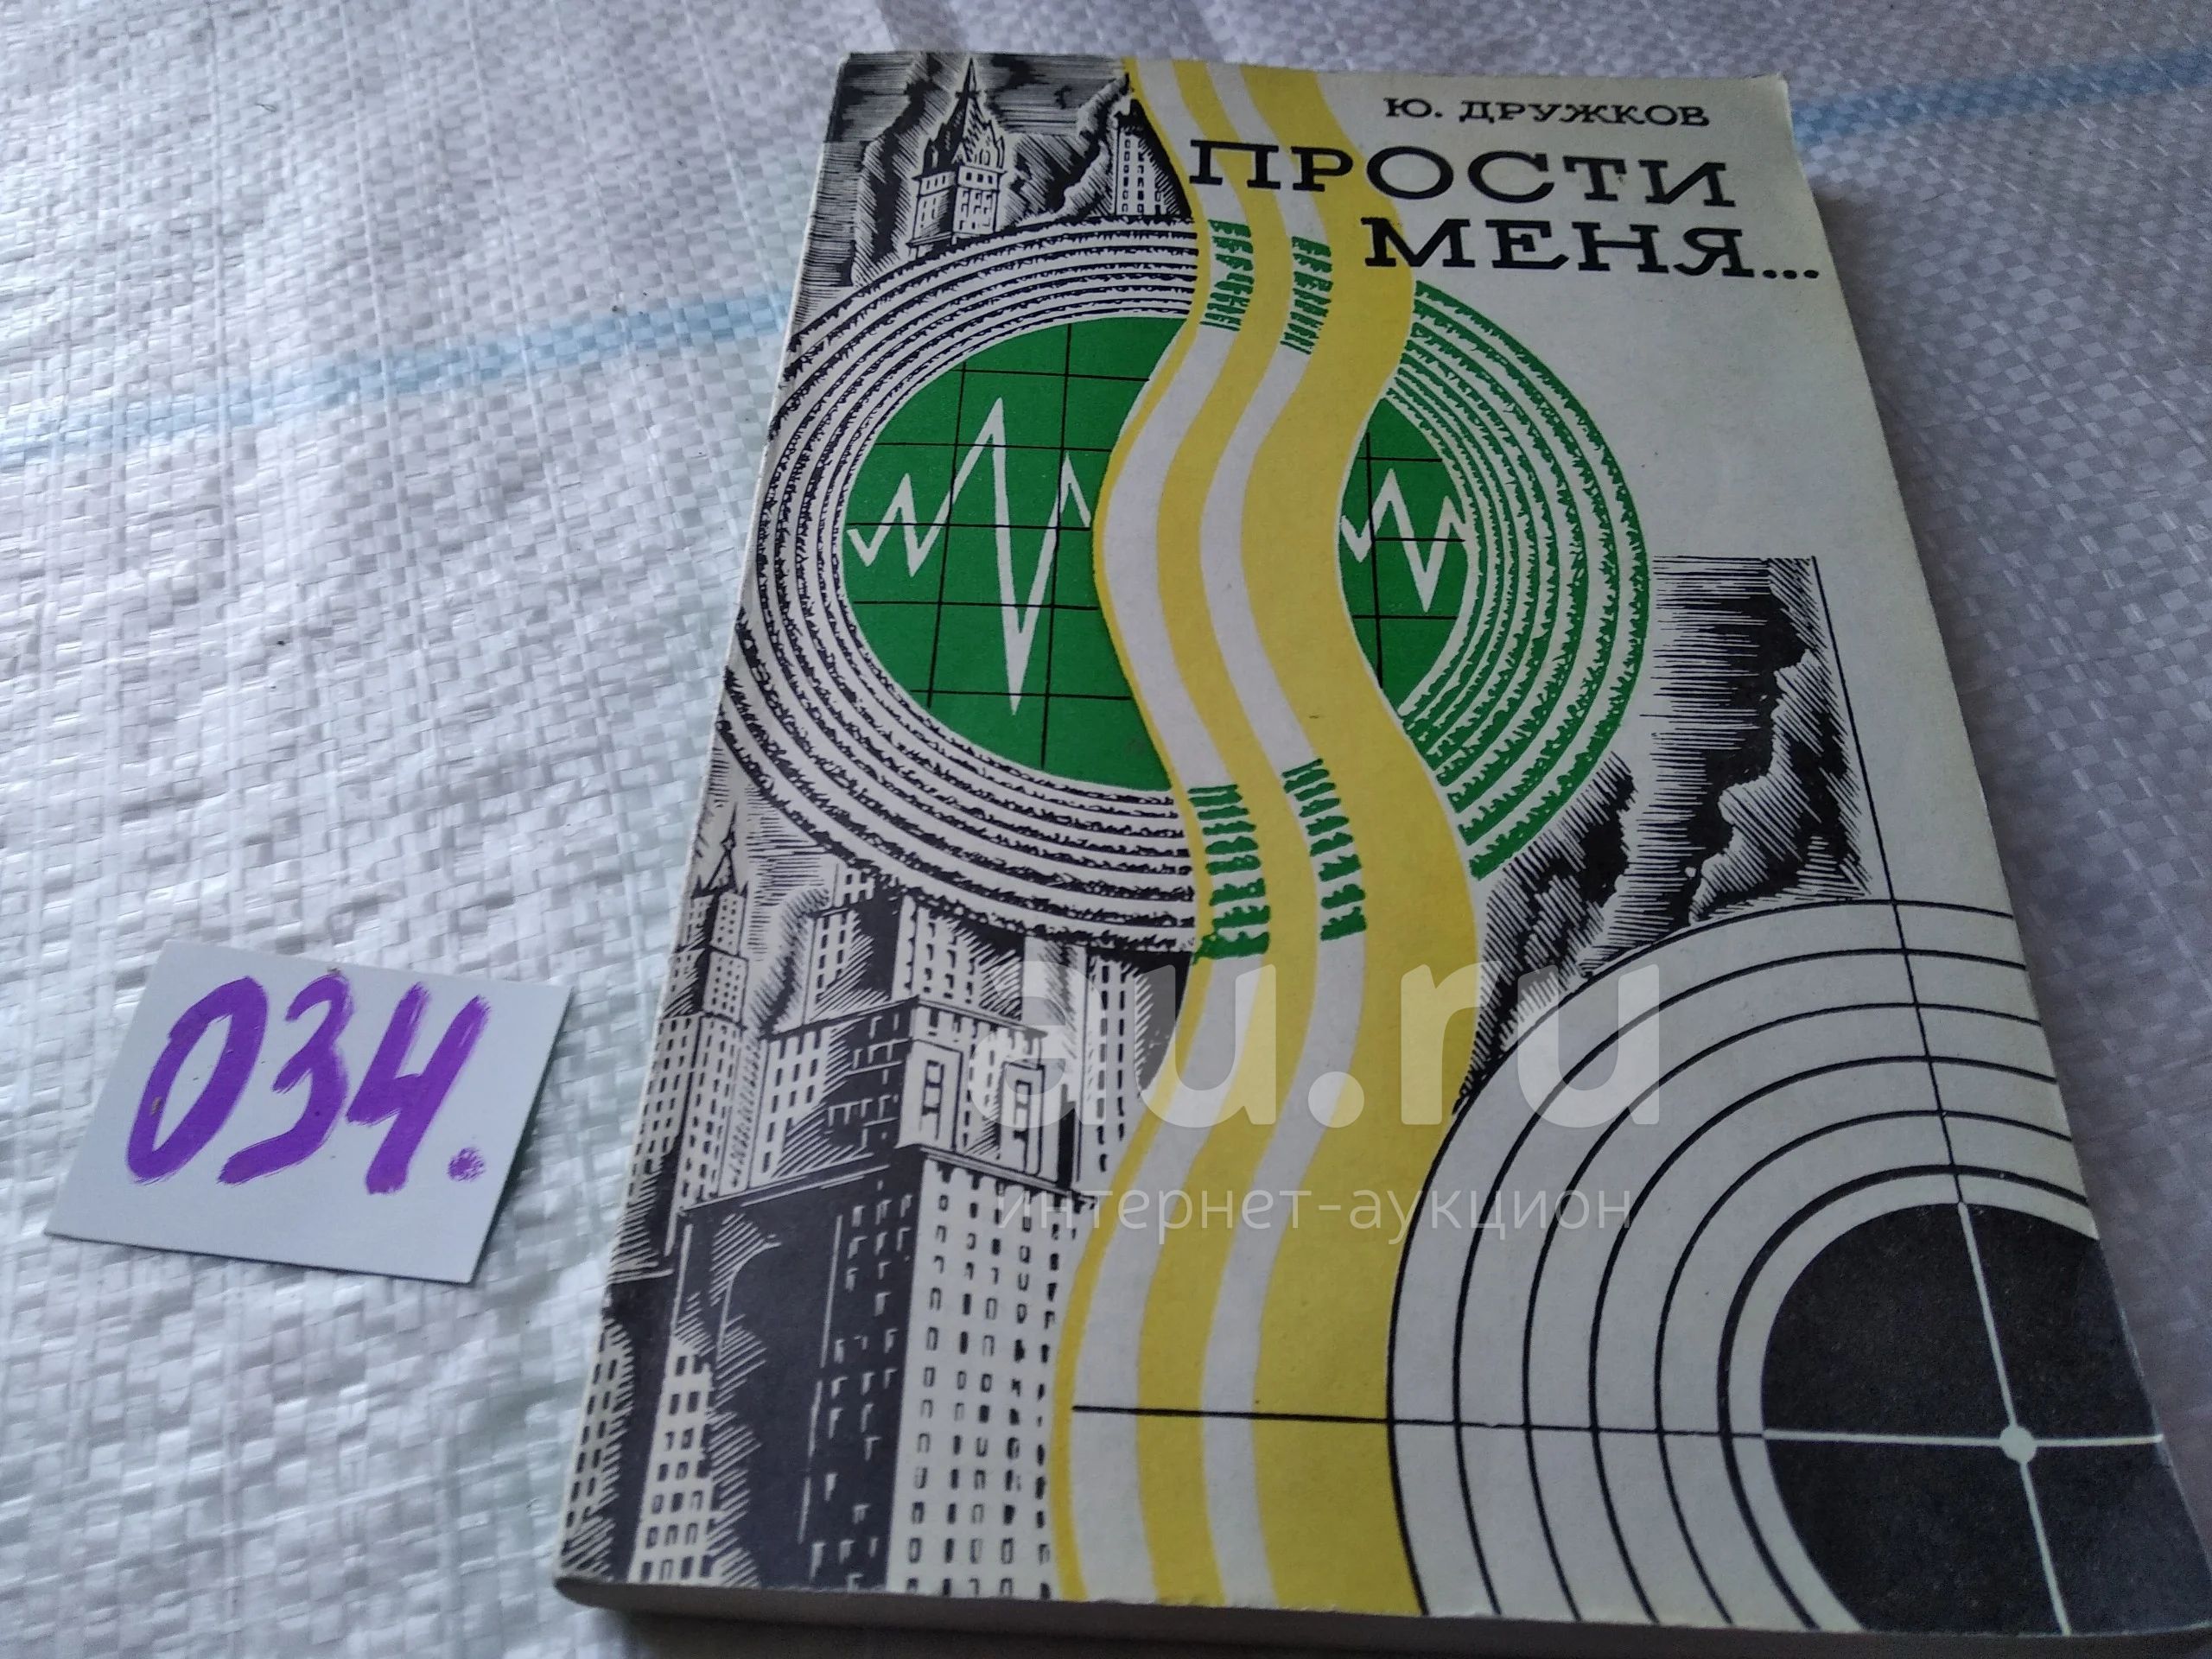 Ю. ДРУЖКОВ
ПРОСТИ
МЕНЯ...
034.
au.ru
интернет-аукцион